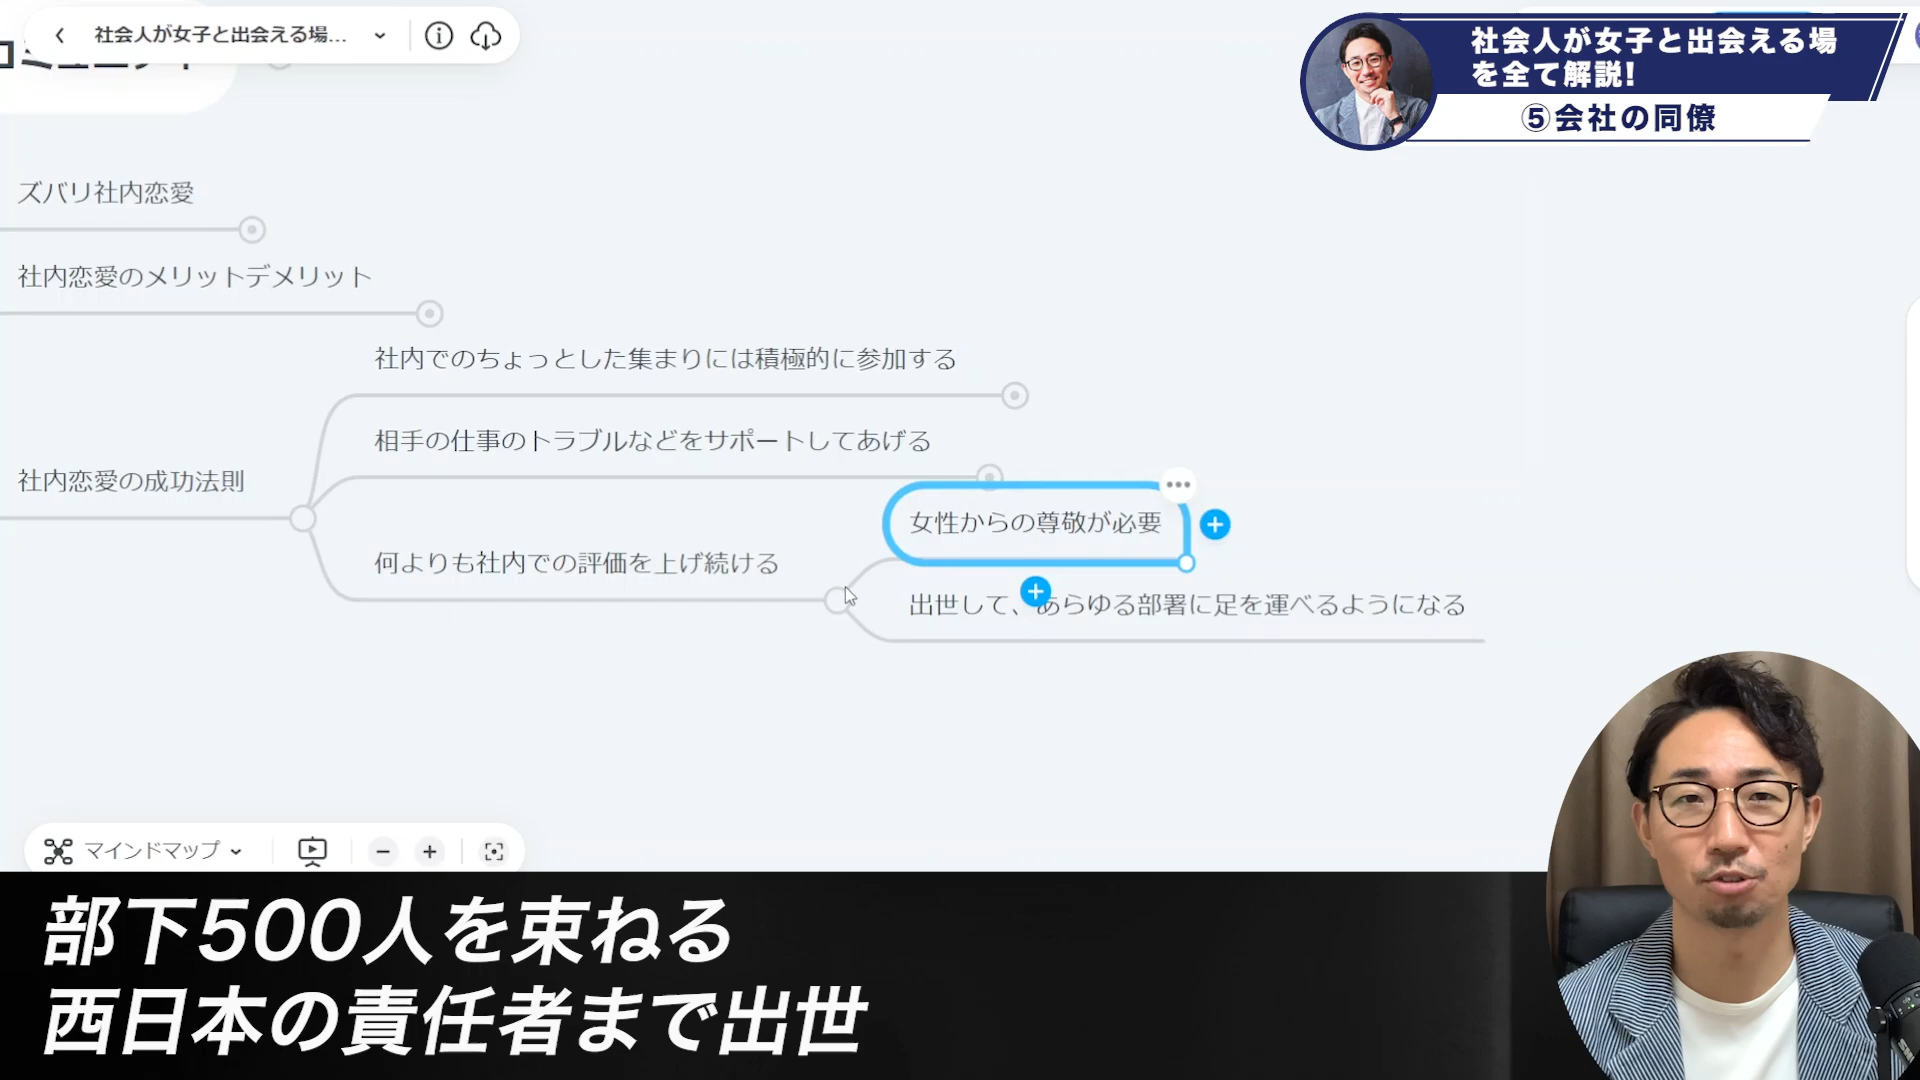 社会人が女子と出会える場...
社会人が女子と出会える場
を全て解説!
⑤会社の同僚
ズバリ社内恋愛
社内恋愛のメリットデメリット
社内でのちょっとした集まりには積極的に参加する
相手の仕事のトラブルなどをサポートしてあげる
社内恋愛の成功法則
女性からの尊敬が必要
何よりも社内での評価を上げ続ける
出世して、あらゆる部署に足を運べるようになる
マインドマップ
部下500人を束ねる
西日本の責任者まで出世